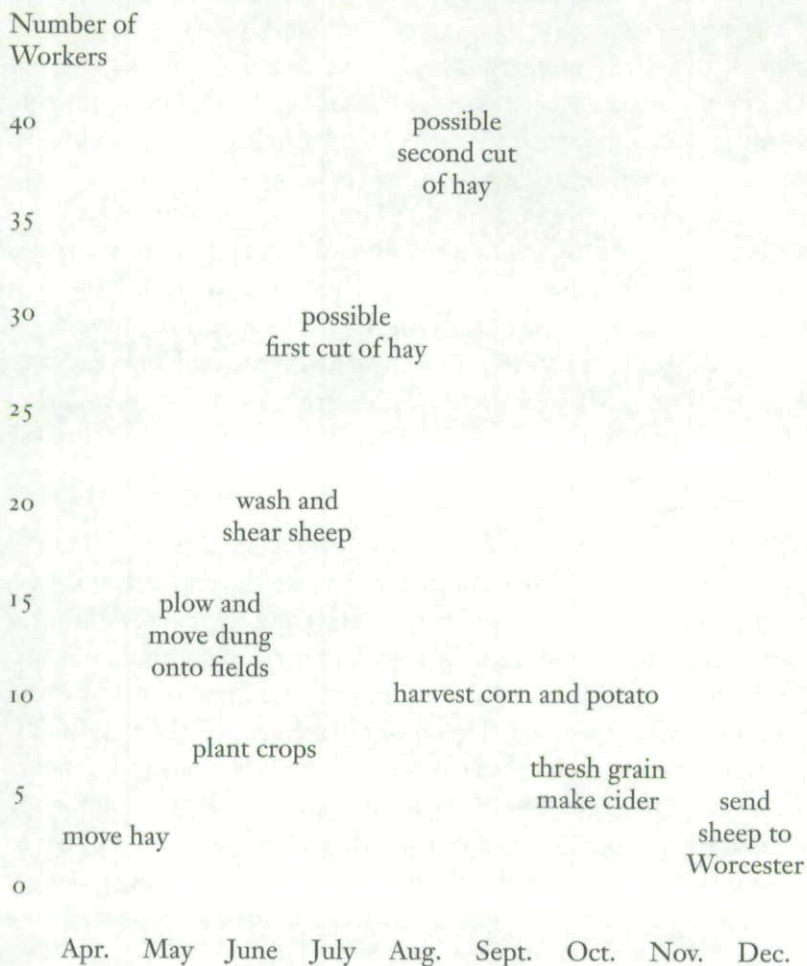 Number of
Workers
40
possible
second cut
of hay
35
30
possible
first cut of hay
25
20
wash and
shear sheep
15
plow and
move dung
onto fields
10
harvest corn and potato
plant crops
thresh grain
5
make cider
send
move hay
sheep to
Worcester
0
Apr. May June July Aug. Sept. Oct. Nov. Dec.